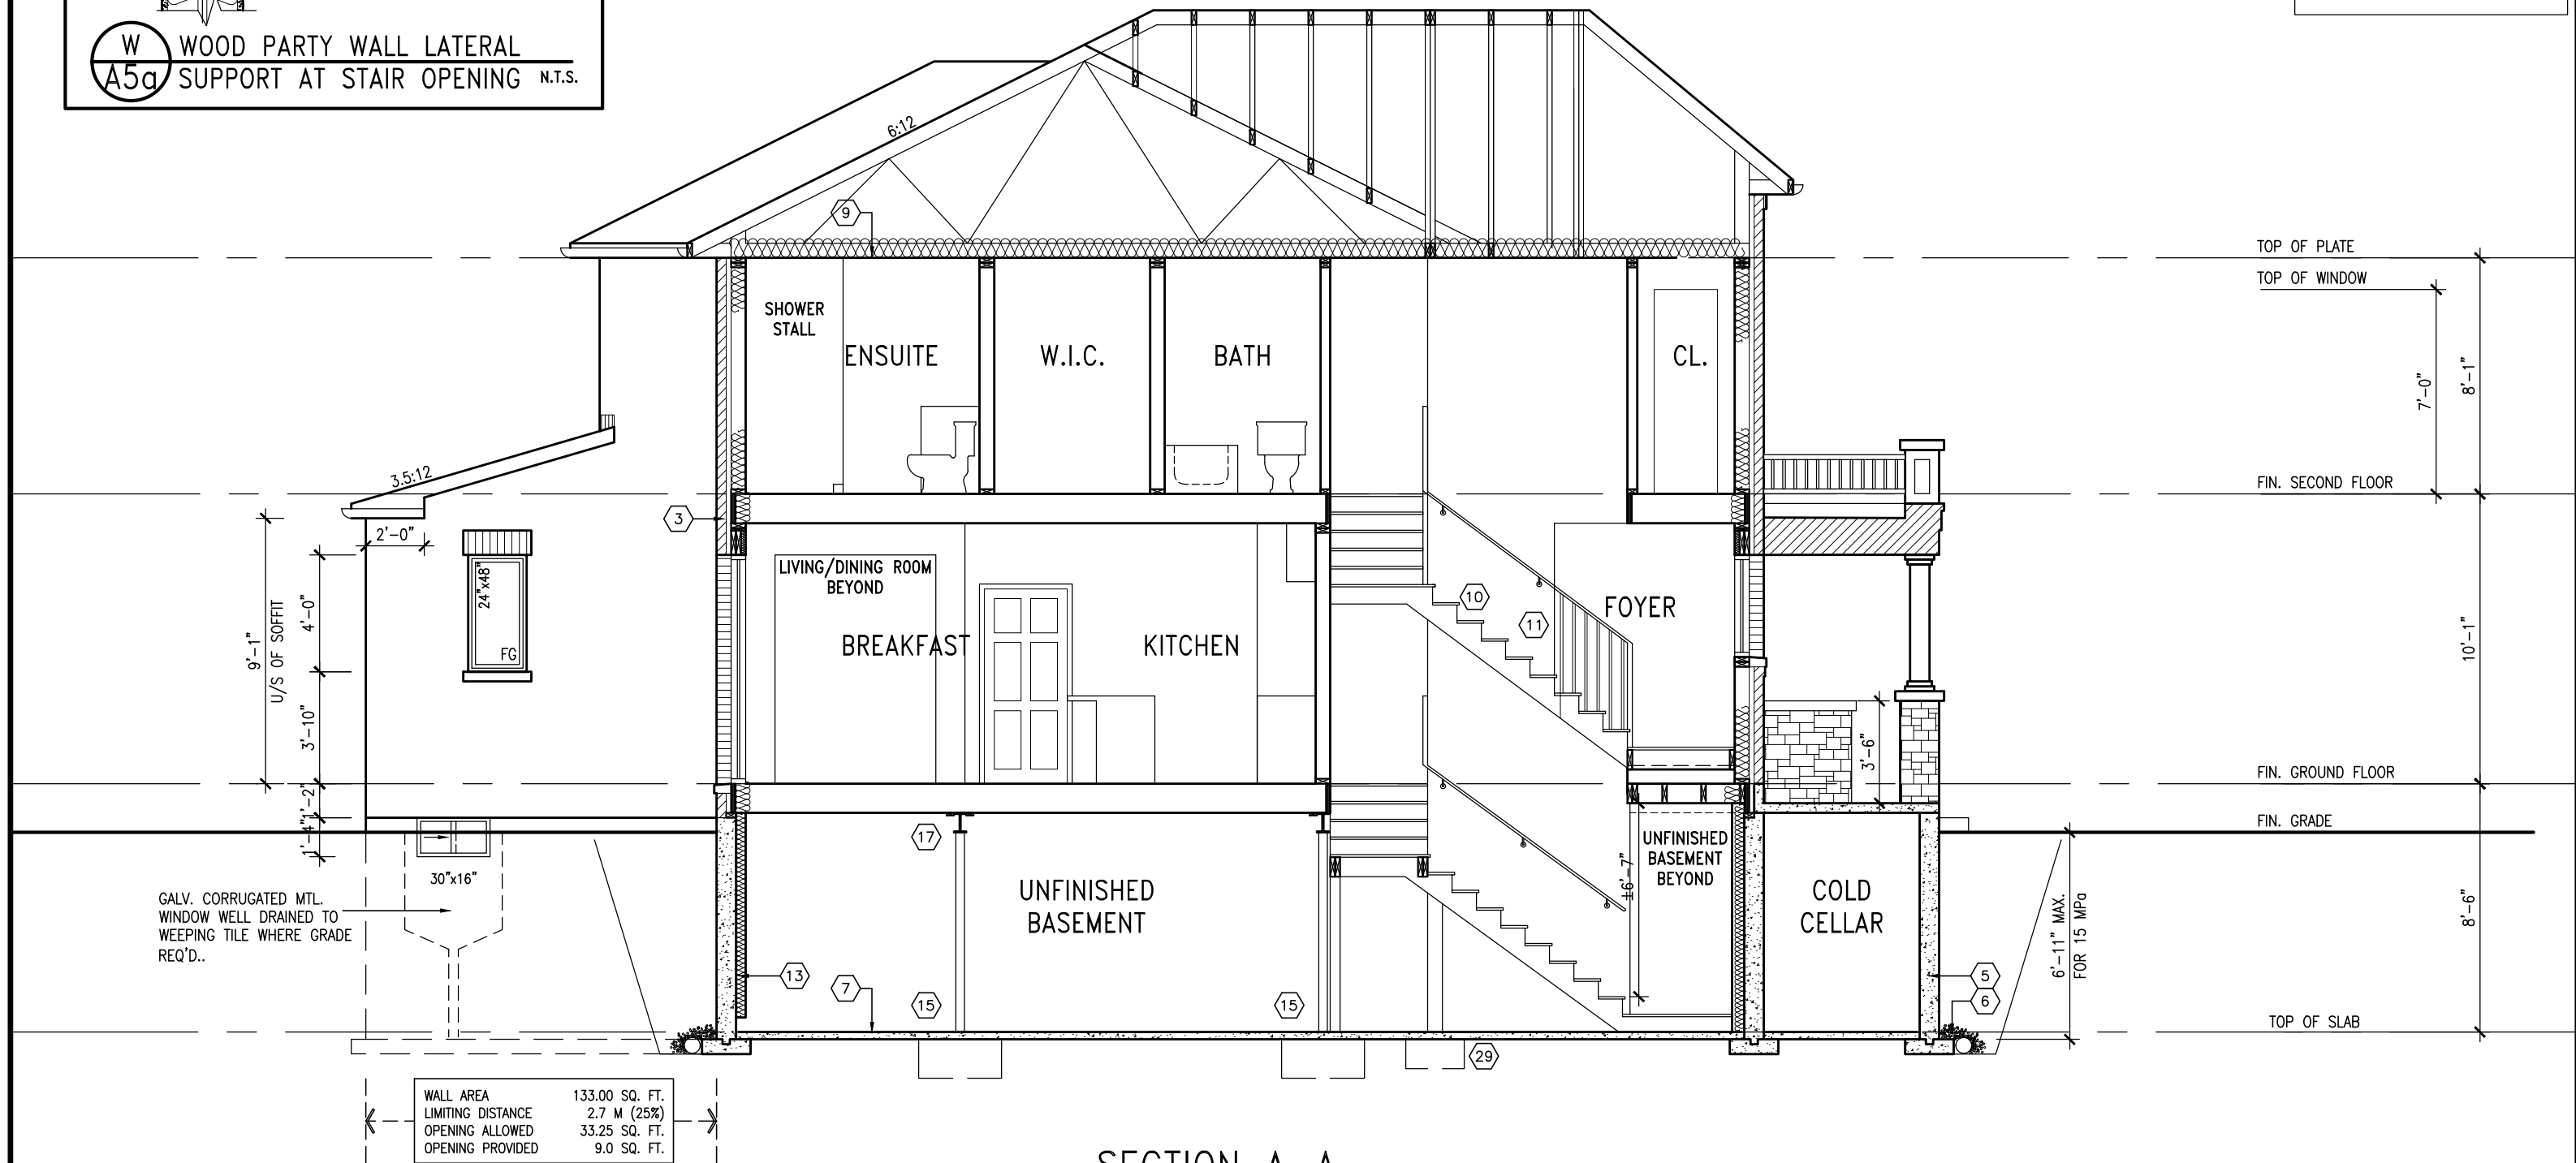 W
A5a
WOOD PARTY WALL LATERAL
SUPPORT AT STAIR OPENING N.T.S.
6:12
9
TOP OF PLATE
TOP OF WINDOW
SHOWER
STALL
ENSUITE
W.I.C.
BATH
CL.
7'-0"
8'-1"
3.5:12
FIN. SECOND FLOOR
3
2'-0"
24"x48"
FG
LIVING/DINING ROOM
BEYOND
BREAKFAST
KITCHEN
10
11
FOYER
9'-1"
U/S OF SOFFIT
4'-0"
3'-10"
1'-2"
1'-4"
10'-1"
3'-6"
FIN. GROUND FLOOR
FIN. GRADE
17
30"x16"
GALV. CORRUGATED MTL.
WINDOW WELL DRAINED TO
WEEPING TILE WHERE GRADE
REQ'D..
UNFINISHED
BASEMENT
±6'-7"
UNFINISHED
BASEMENT
BEYOND
COLD
CELLAR
6'-11" MAX.
FOR 15 MPa
8'-6"
13
7
15
15
5
6
TOP OF SLAB
29
WALL AREA 133.00 SQ. FT.
LIMITING DISTANCE 2.7 M (25%)
OPENING ALLOWED 33.25 SQ. FT.
OPENING PROVIDED 9.0 SQ. FT.
SECTION A-A